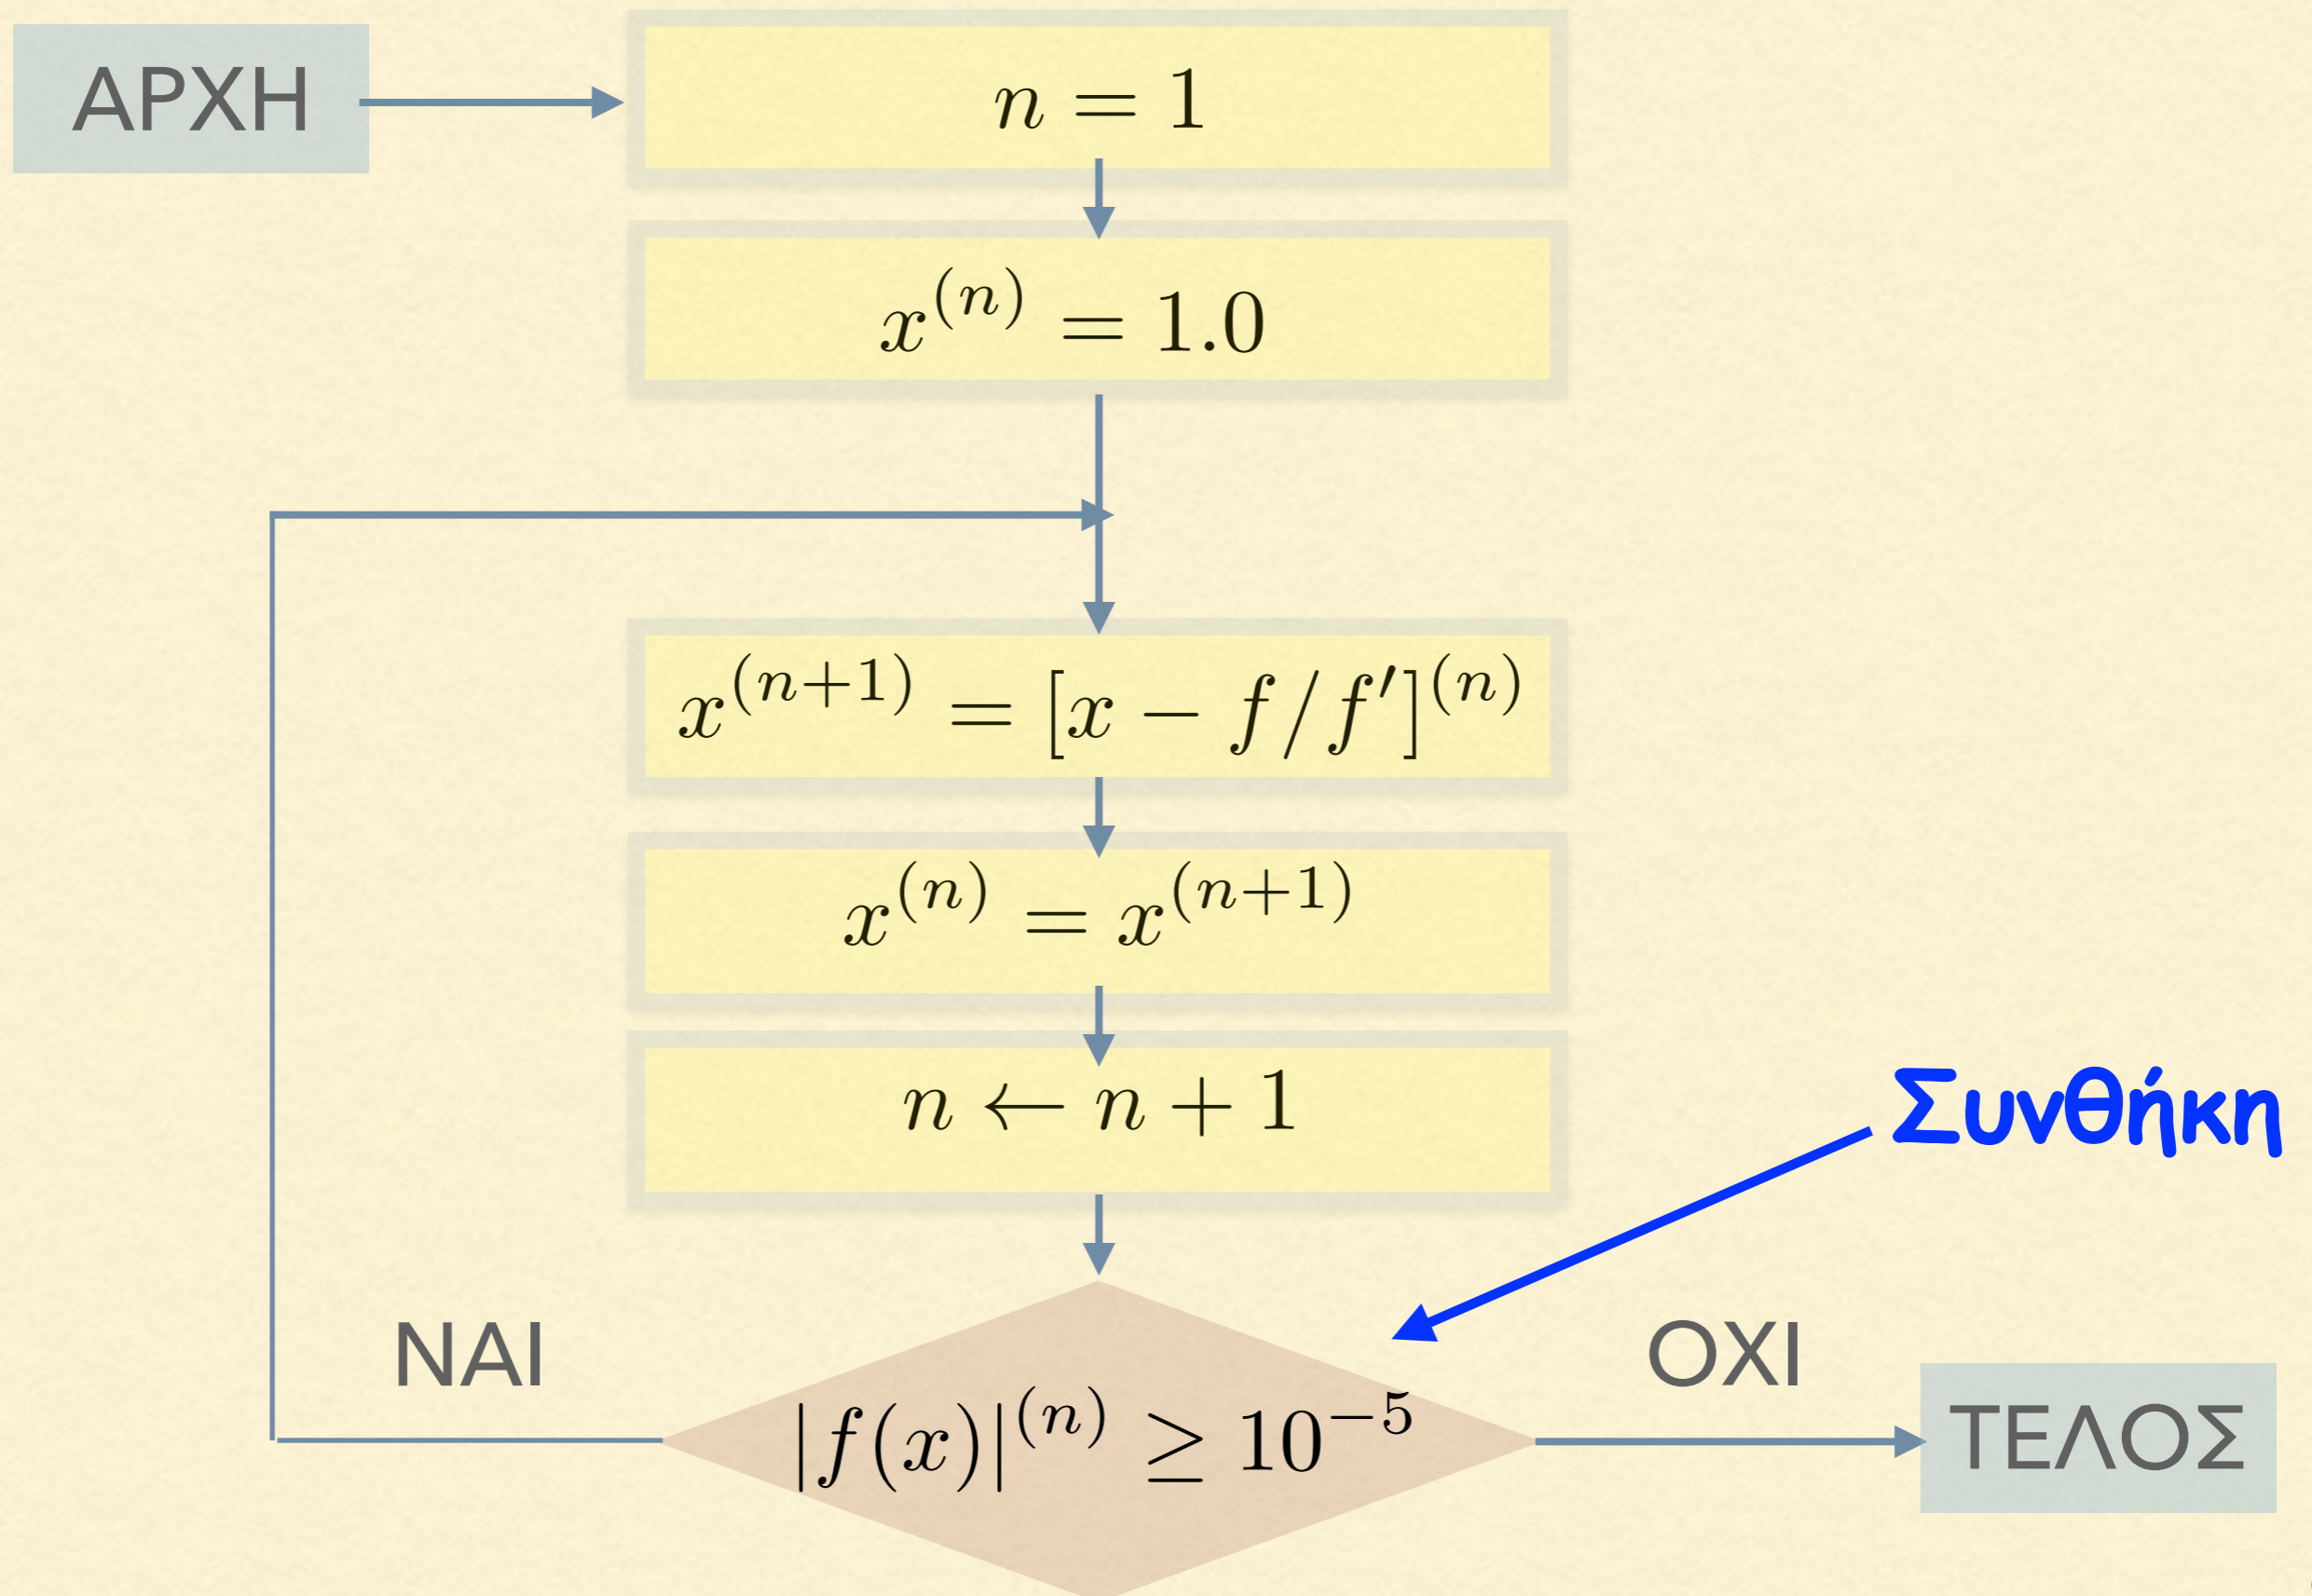 ΑΡΧΗ
n = 1
x^(n) = 1.0
x^(n+1) = [x − f/f′]^(n)
x^(n) = x^(n+1)
n ← n + 1
Συνθήκη
ΝΑΙ
ΟΧΙ
|f(x)|^(n) ≥ 10^−5
ΤΕΛΟΣ